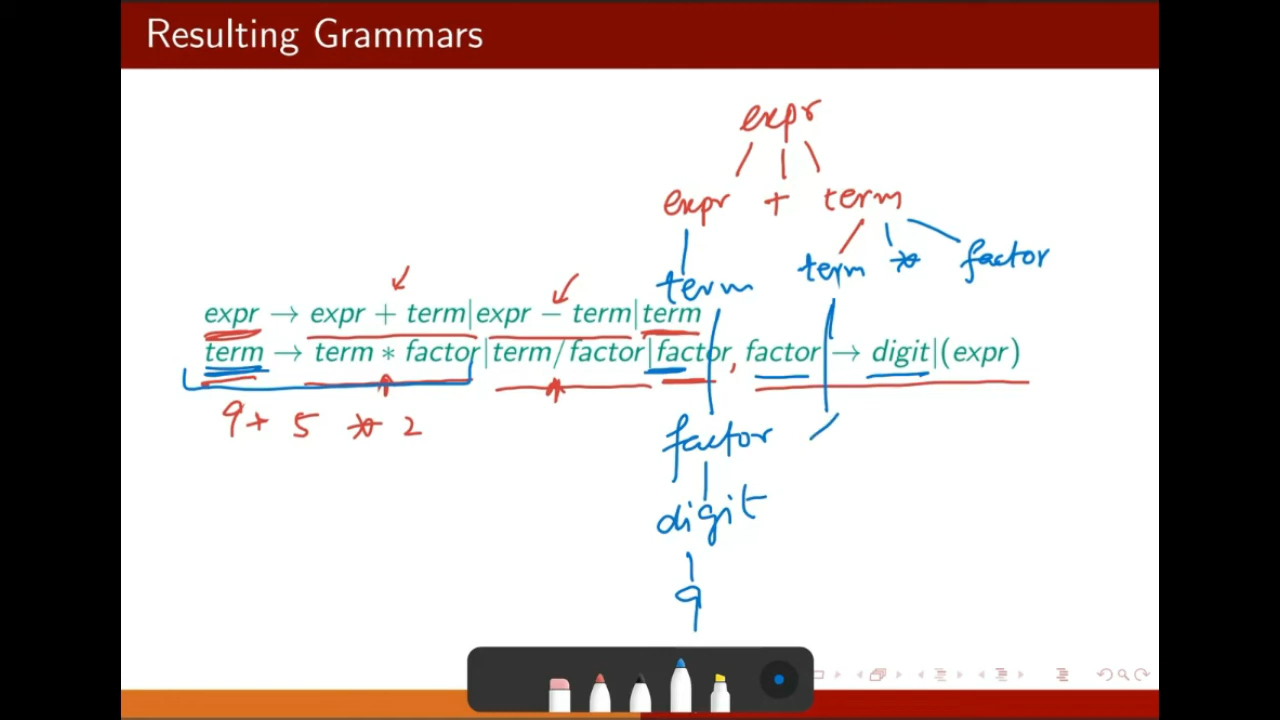 Resulting Grammars
expr
expr + term
term * factor
term
expr → expr + term|expr − term|term
term → term ∗ factor|term/factor|factor, factor → digit|(expr)
9+ 5 * 2
factor
digit
9